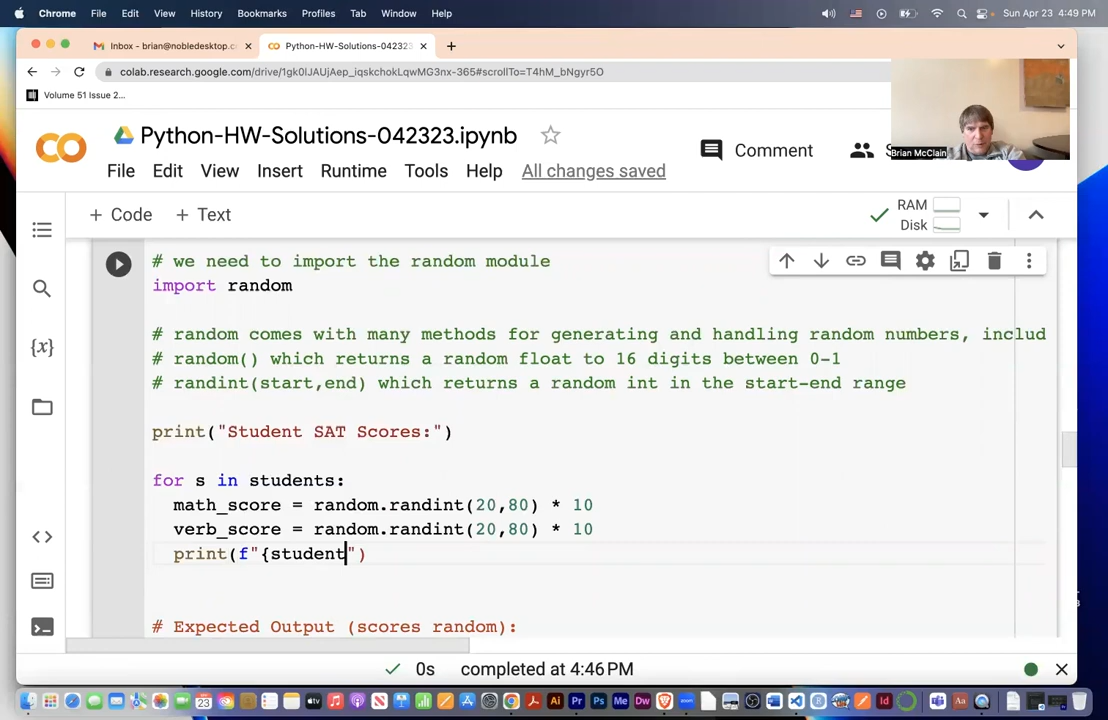 Chrome File Edit View History Bookmarks Profiles Tab Window Help Sun Apr 23 4:49 PM
Inbox - brian@nobledesktop.c Python-HW-Solutions-042323
colab.research.google.com/drive/1gk0lJAUjAep_iqskchokLqwMG3nx-365#scrollTo=T4hM_bNgyr5O
Volume 51 Issue 2...
Python-HW-Solutions-042323.ipynb
Comment
Brian McClain
File Edit View Insert Runtime Tools Help All changes saved
+ Code + Text
RAM
Disk
# we need to import the random module
import random
# random comes with many methods for generating and handling random numbers, includ
# random() which returns a random float to 16 digits between 0-1
# randint(start,end) which returns a random int in the start-end range
print("Student SAT Scores:")
for s in students:
math_score = random.randint(20,80) * 10
verb_score = random.randint(20,80) * 10
print(f"{student")
# Expected Output (scores random):
0s completed at 4:46 PM